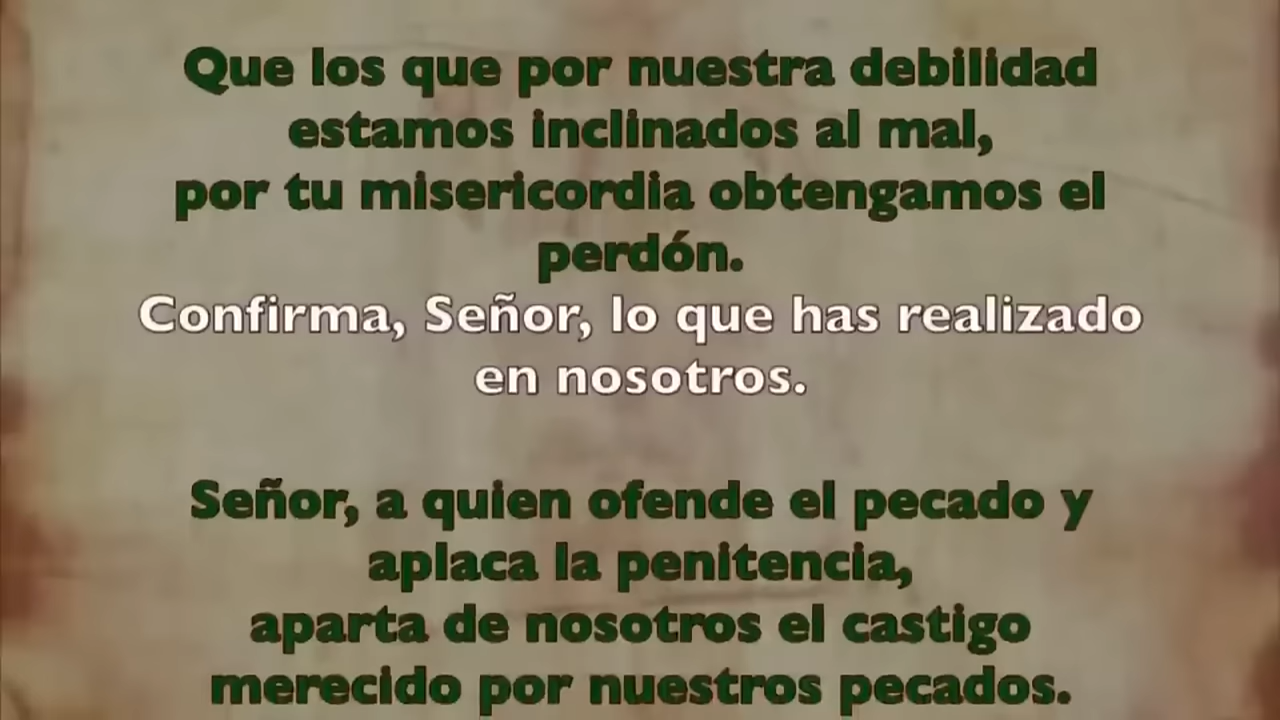 Que los que por nuestra debilidad
estamos inclinados al mal,
por tu misericordia obtengamos el
perdón.
Confirma, Señor, lo que has realizado
en nosotros.
Señor, a quien ofende el pecado y
aplaca la penitencia,
aparta de nosotros el castigo
merecido por nuestros pecados.